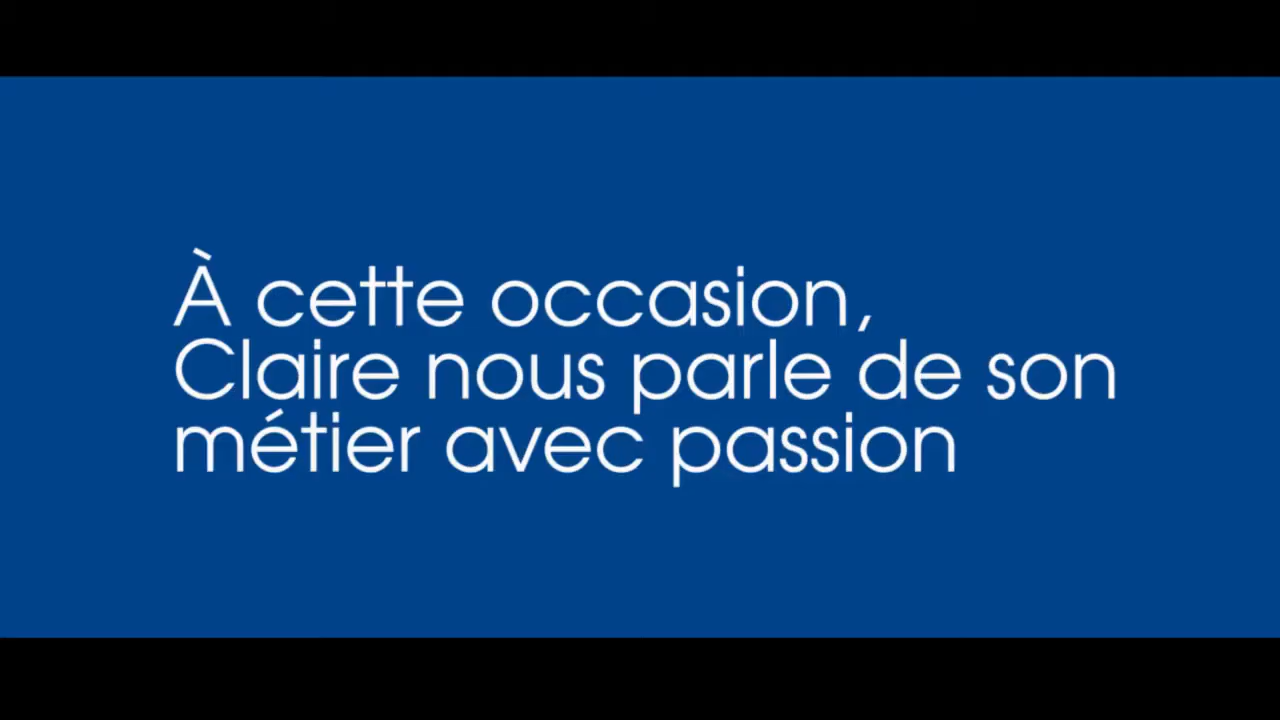 À cette occasion,
Claire nous parle de son
métier avec passion